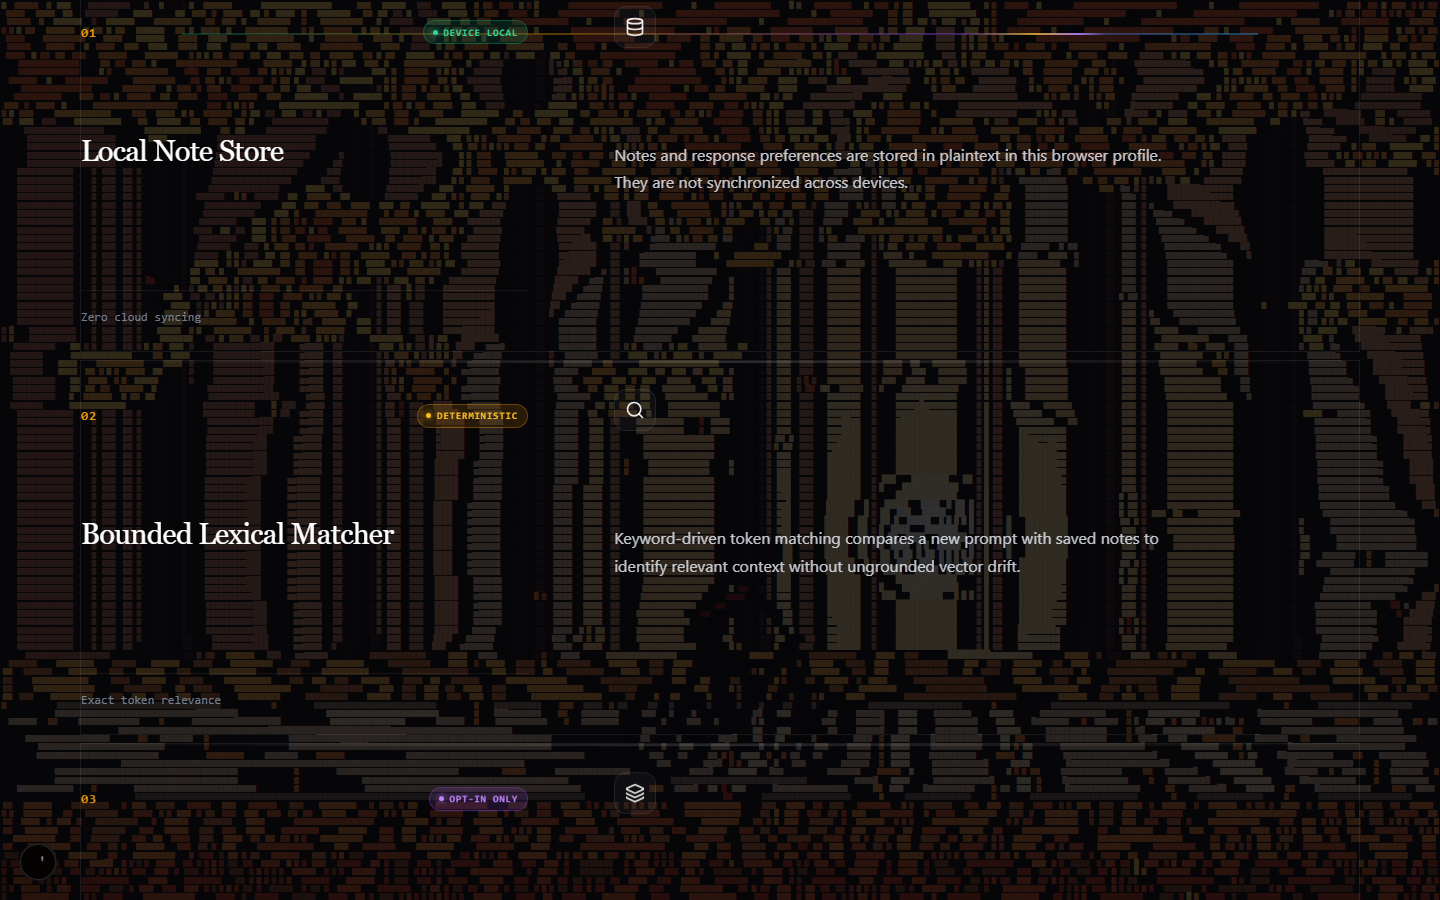 01
DEVICE LOCAL
Local Note Store
Notes and response preferences are stored in plaintext in this browser profile.
They are not synchronized across devices.
Zero cloud syncing
02
DETERMINISTIC
Bounded Lexical Matcher
Keyword-driven token matching compares a new prompt with saved notes to
identify relevant context without ungrounded vector drift.
Exact token relevance
03
OPT-IN ONLY